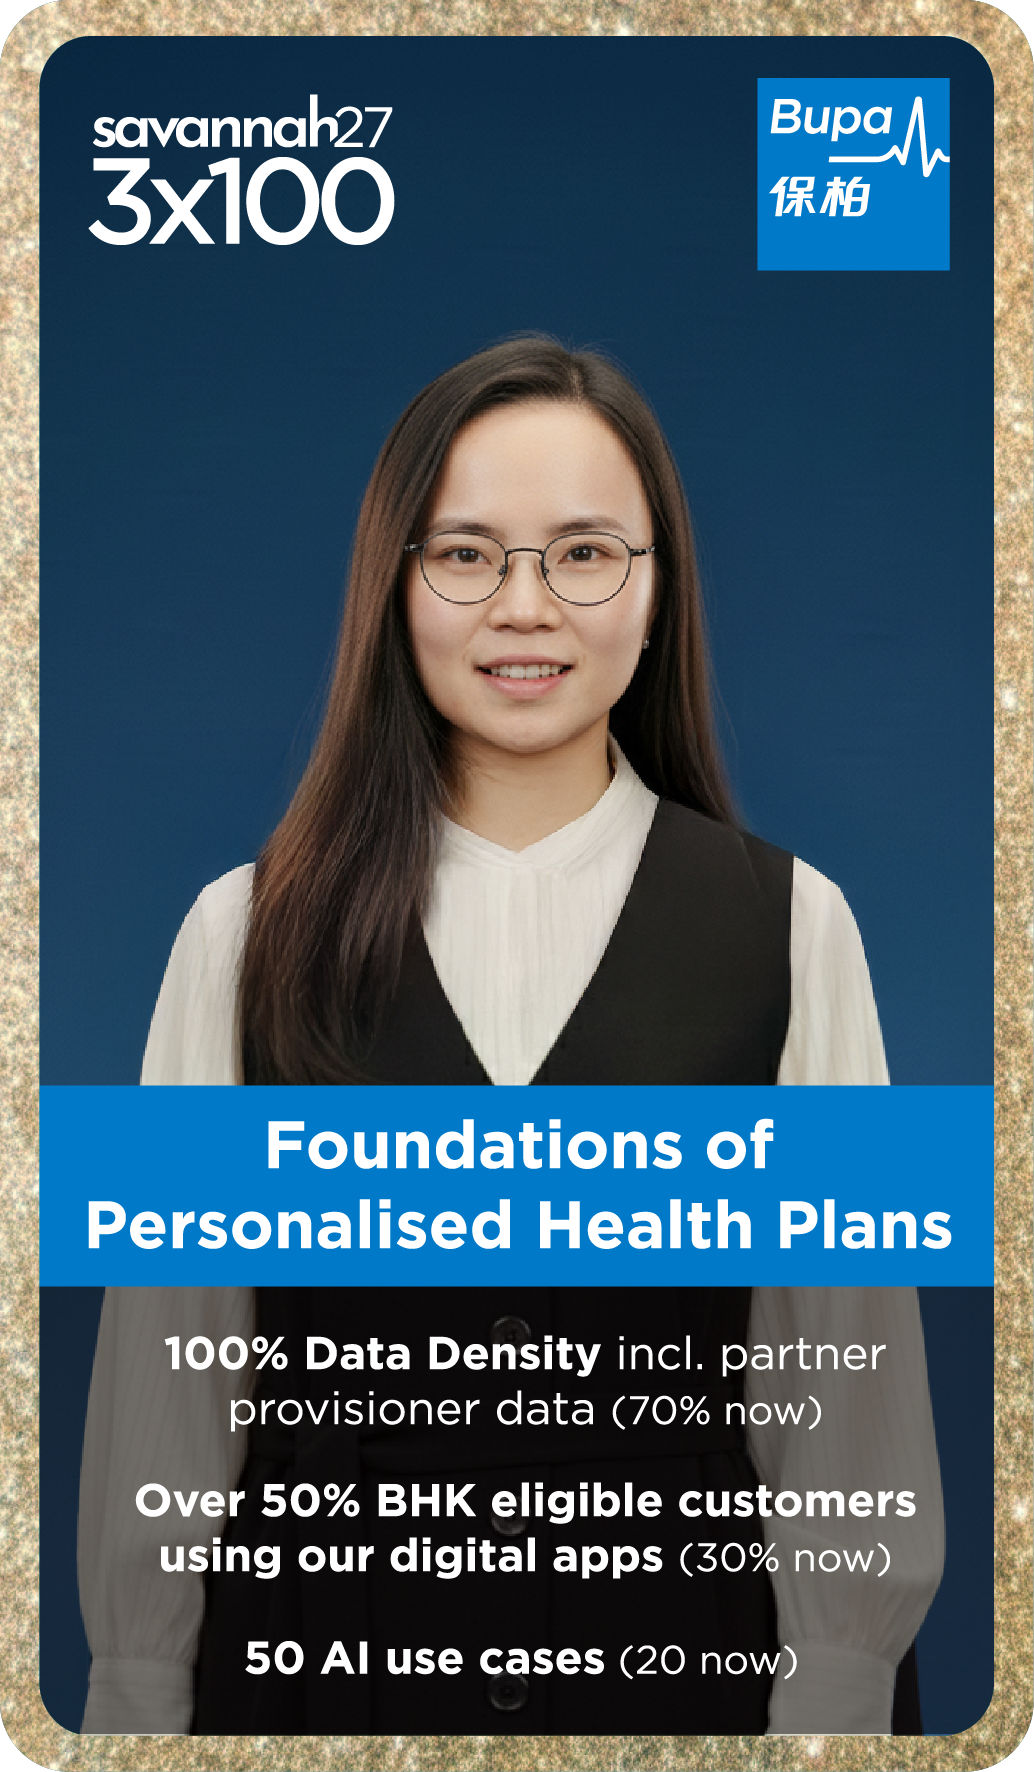 savannah27
3x100
Bupa
保柏
Foundations of
Personalised Health Plans
100% Data Density incl. partner
provisioner data (70% now)
Over 50% BHK eligible customers
using our digital apps (30% now)
50 AI use cases (20 now)